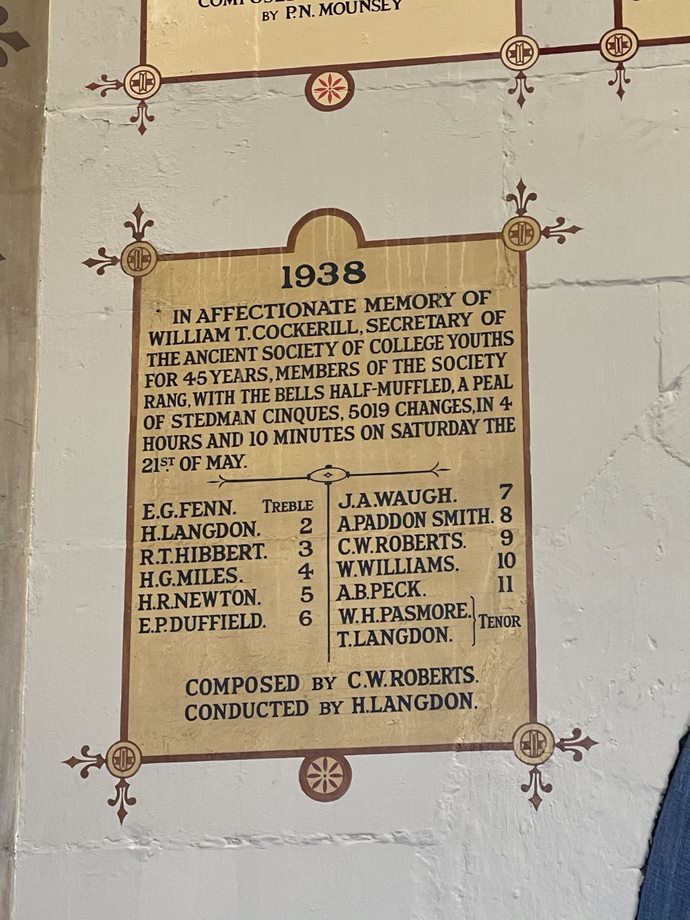 BY P.N. MOUNSEY
1938
IN AFFECTIONATE MEMORY OF
WILLIAM T. COCKERILL, SECRETARY OF
THE ANCIENT SOCIETY OF COLLEGE YOUTHS
FOR 45 YEARS, MEMBERS OF THE SOCIETY
RANG, WITH THE BELLS HALF-MUFFLED, A PEAL
OF STEDMAN CINQUES, 5019 CHANGES, IN 4
HOURS AND 10 MINUTES ON SATURDAY THE
21ST OF MAY.
E.G. FENN. TREBLE
H. LANGDON. 2
R.T. HIBBERT. 3
H.G. MILES. 4
H.R. NEWTON. 5
E.P. DUFFIELD. 6
J.A. WAUGH. 7
A. PADDON SMITH. 8
C.W. ROBERTS. 9
W. WILLIAMS. 10
A.B. PECK. 11
W.H. PASMORE. TENOR
T. LANGDON.
COMPOSED BY C.W. ROBERTS.
CONDUCTED BY H. LANGDON.